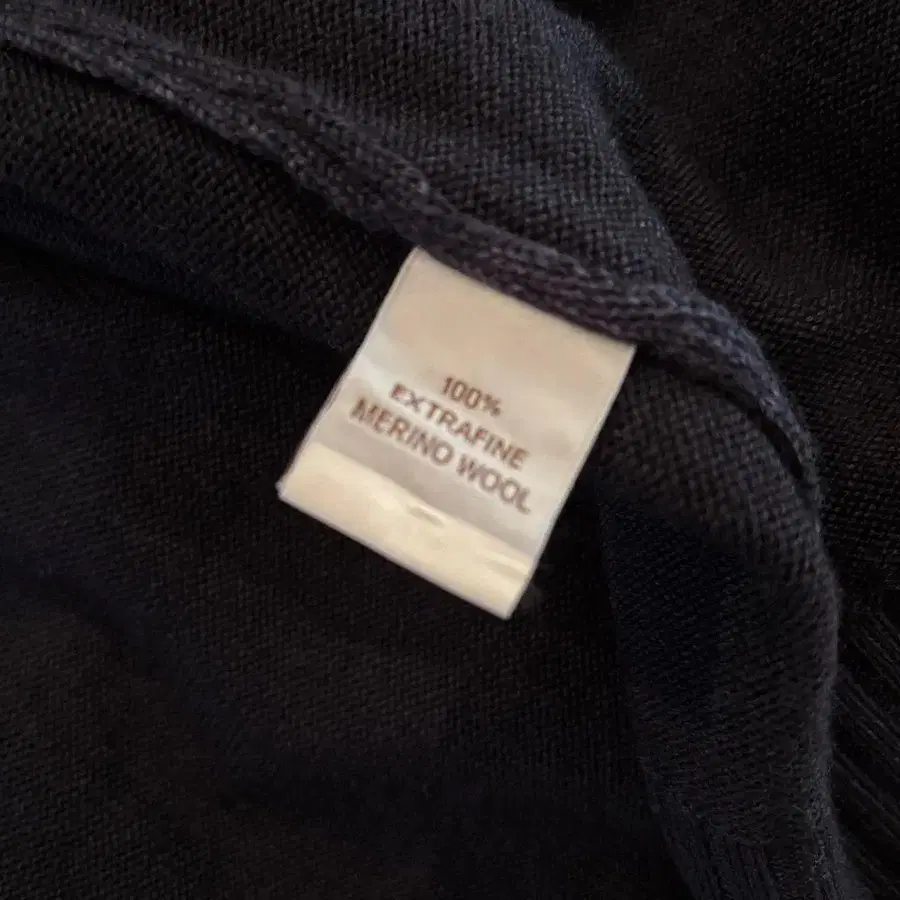 100%
EXTRAFINE
MERINO WOOL